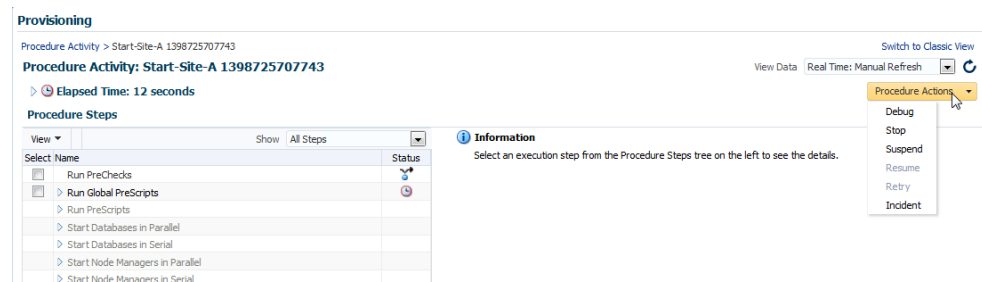 Provisioning
Procedure Activity > Start-Site-A 1398725707743
Switch to Classic View
Procedure Activity: Start-Site-A 1398725707743
View Data Real Time: Manual Refresh
Elapsed Time: 12 seconds
Procedure Actions
Debug
Stop
Suspend
Resume
Retry
Incident
Procedure Steps
View
Show All Steps
Select Name Status
Run PreChecks
Run Global PreScripts
Run PreScripts
Start Databases in Parallel
Start Databases in Serial
Start Node Managers in Parallel
Start Node Managers in Serial
Information
Select an execution step from the Procedure Steps tree on the left to see the details.